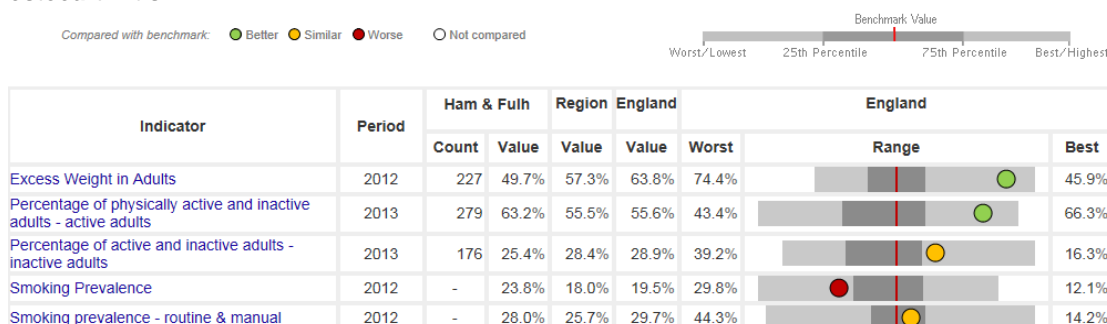 Compared with benchmark: Better Similar Worse Not compared
Benchmark Value
Worst/Lowest 25th Percentile 75th Percentile Best/Highest
Indicator Period Ham & Fulh Region England England
Count Value Value Value Worst Range Best
Excess Weight in Adults 2012 227 49.7% 57.3% 63.8% 74.4% 45.9%
Percentage of physically active and inactive
adults - active adults 2013 279 63.2% 55.5% 55.6% 43.4% 66.3%
Percentage of active and inactive adults -
inactive adults 2013 176 25.4% 28.4% 28.9% 39.2% 16.3%
Smoking Prevalence 2012 - 23.8% 18.0% 19.5% 29.8% 12.1%
Smoking prevalence - routine & manual 2012 - 28.0% 25.7% 29.7% 44.3% 14.2%